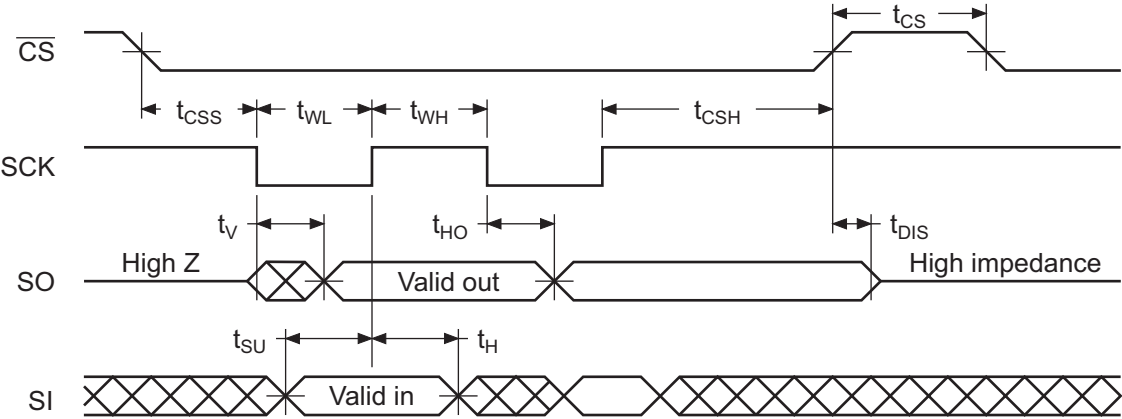 t_CS
C̅S̅
t_CSS t_WL t_WH t_CSH
SCK
t_V t_HO t_DIS
High Z High impedance
SO Valid out
t_SU t_H
SI Valid in